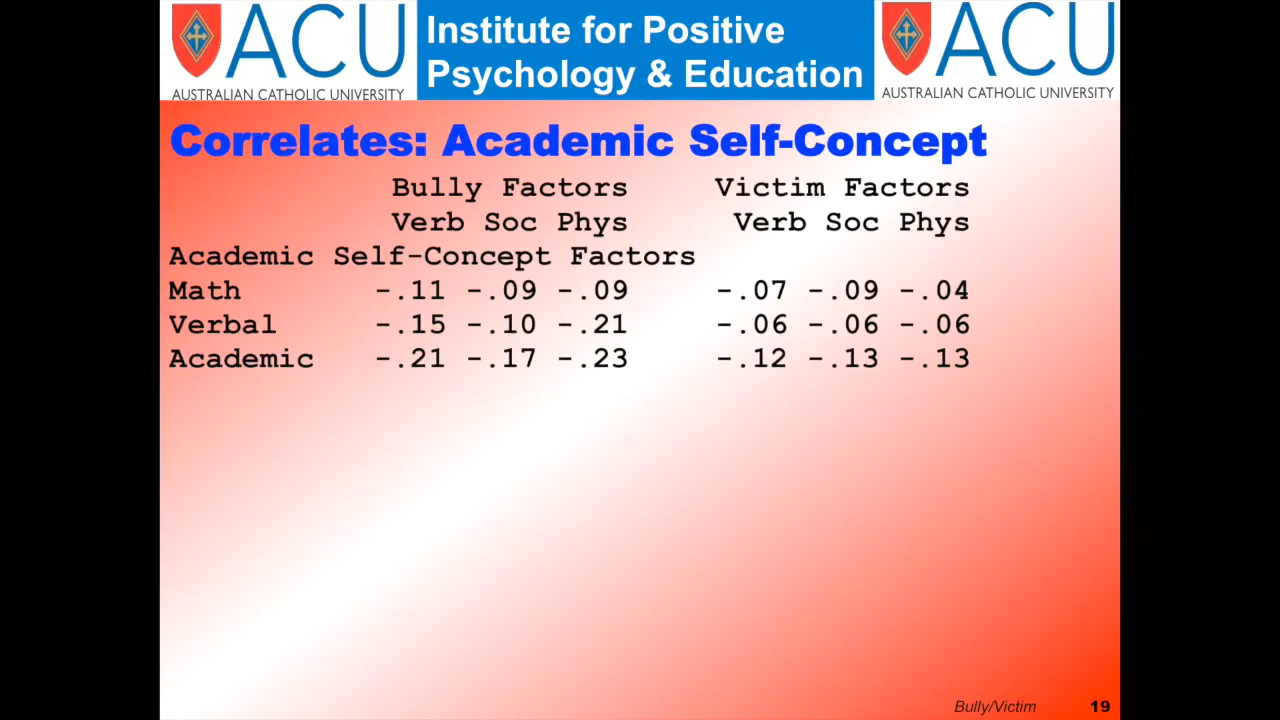 ACU
AUSTRALIAN CATHOLIC UNIVERSITY
Institute for Positive
Psychology & Education
ACU
AUSTRALIAN CATHOLIC UNIVERSITY
Correlates: Academic Self-Concept
Bully Factors Victim Factors
Verb Soc Phys Verb Soc Phys
Academic Self-Concept Factors
Math -.11 -.09 -.09 -.07 -.09 -.04
Verbal -.15 -.10 -.21 -.06 -.06 -.06
Academic -.21 -.17 -.23 -.12 -.13 -.13
Bully/Victim 19